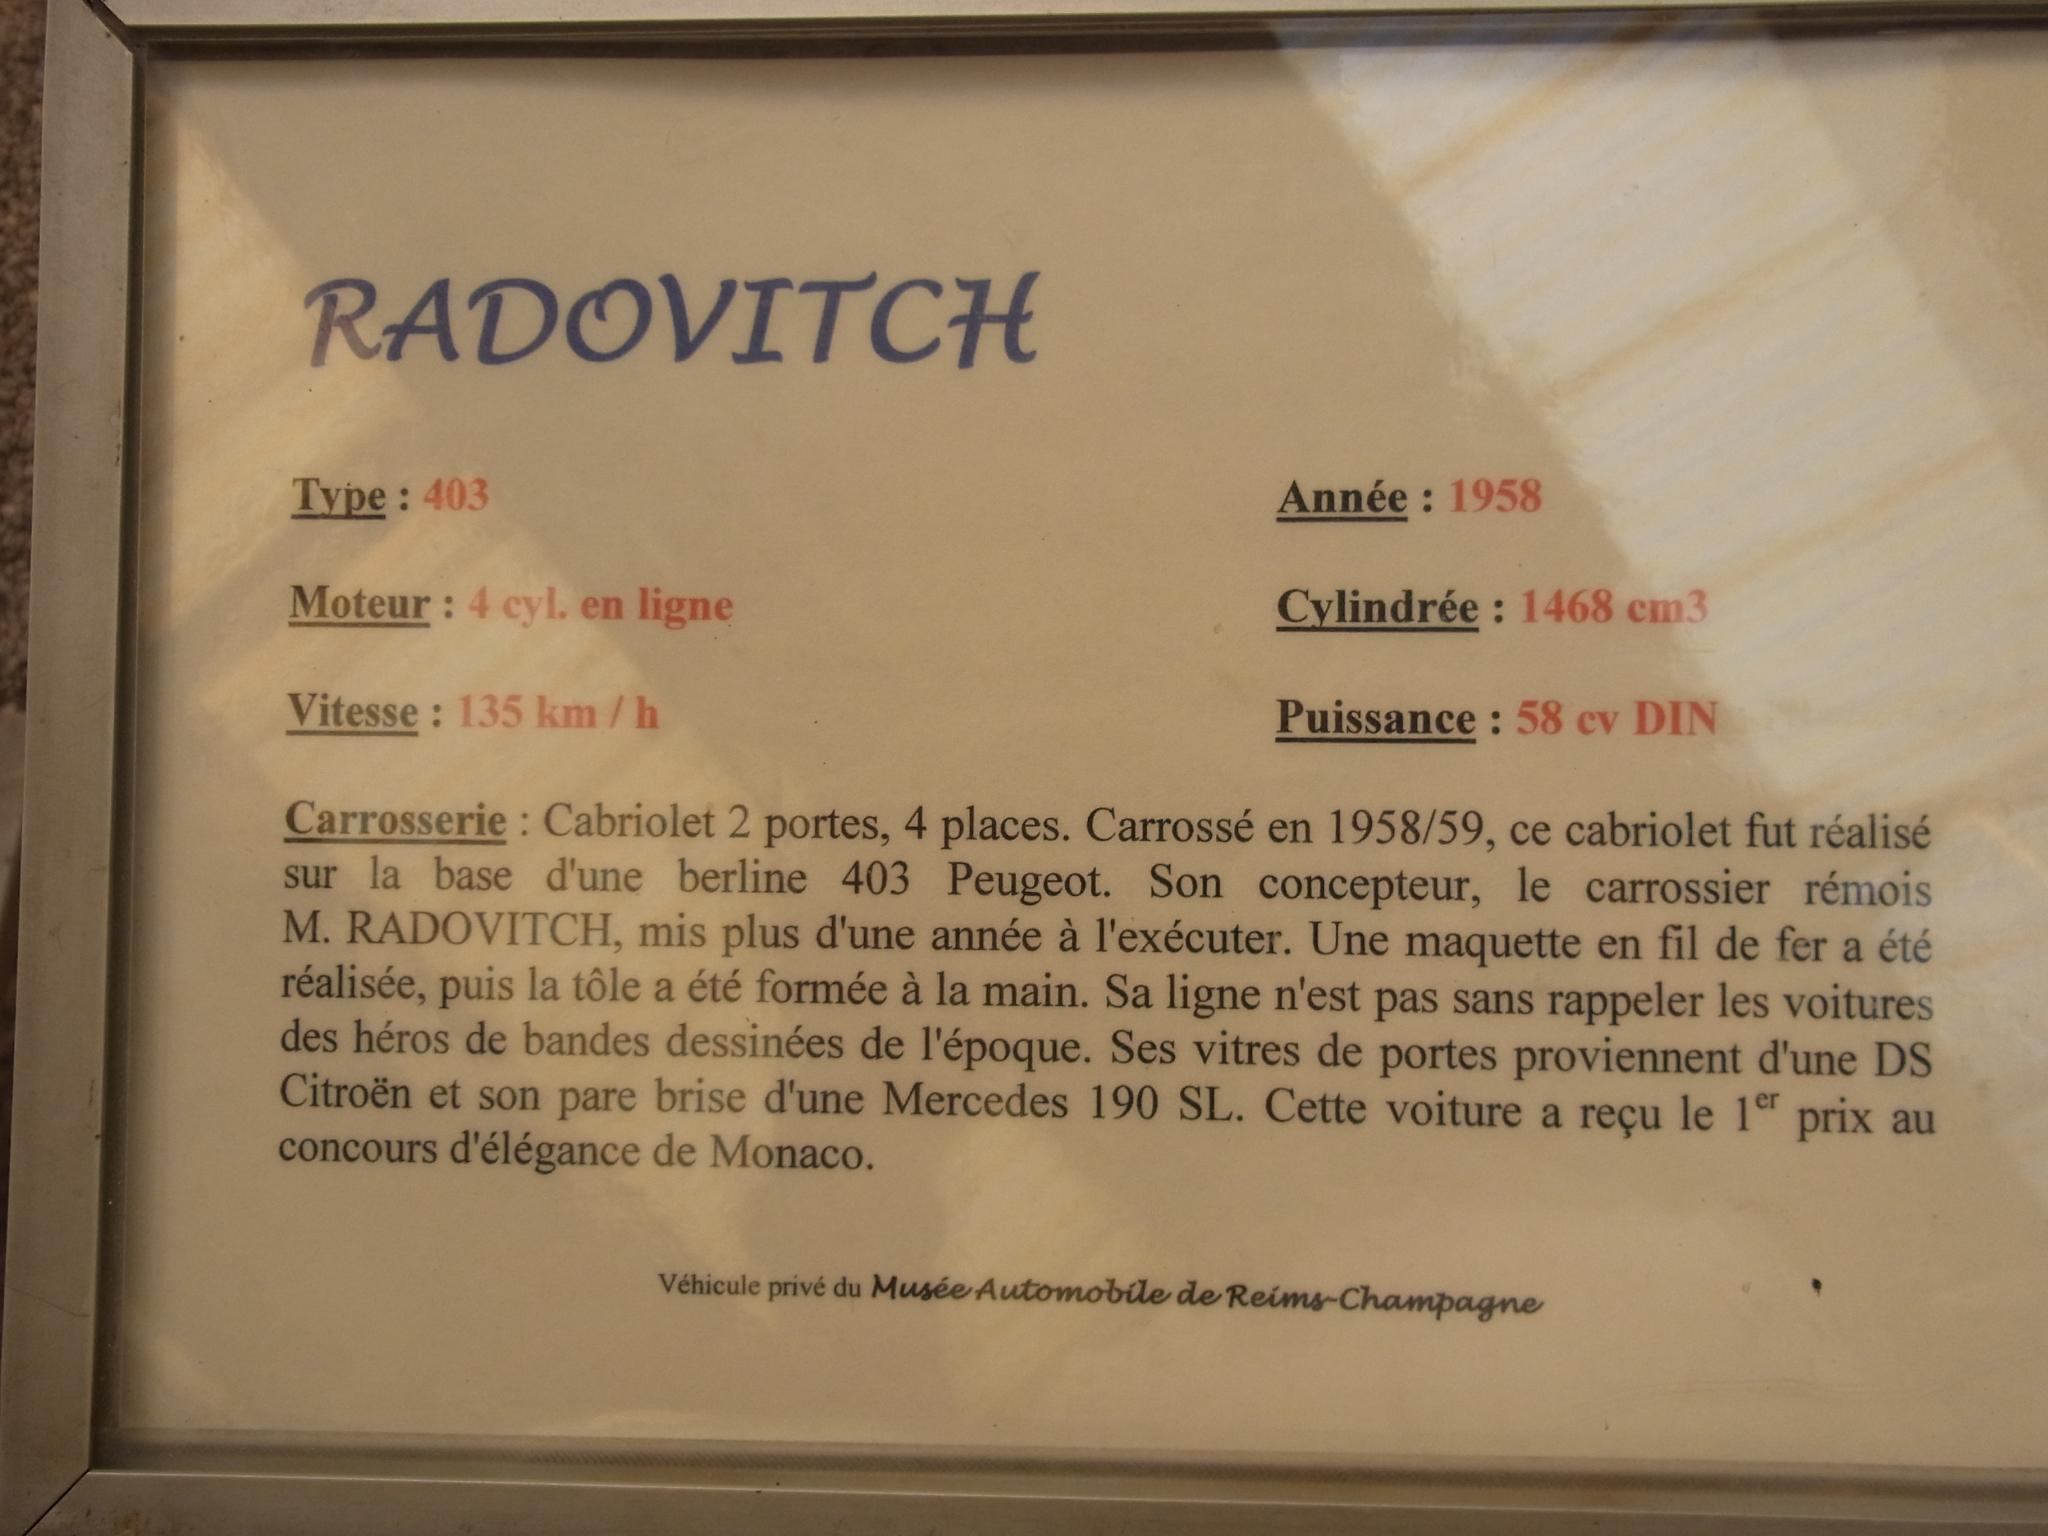 RADOVITCH
Type : 403
Année : 1958
Moteur : 4 cyl. en ligne
Cylindrée : 1468 cm3
Vitesse : 135 km / h
Puissance : 58 cv DIN
Carrosserie : Cabriolet 2 portes, 4 places. Carrossé en 1958/59, ce cabriolet fut réalisé
sur la base d'une berline 403 Peugeot. Son concepteur, le carrossier rémois
M. RADOVITCH, mis plus d'une année à l'exécuter. Une maquette en fil de fer a été
réalisée, puis la tôle a été formée à la main. Sa ligne n'est pas sans rappeler les voitures
des héros de bandes dessinées de l'époque. Ses vitres de portes proviennent d'une DS
Citroën et son pare brise d'une Mercedes 190 SL. Cette voiture a reçu le 1er prix au
concours d'élégance de Monaco.
Véhicule privé du Musée Automobile de Reims-Champagne